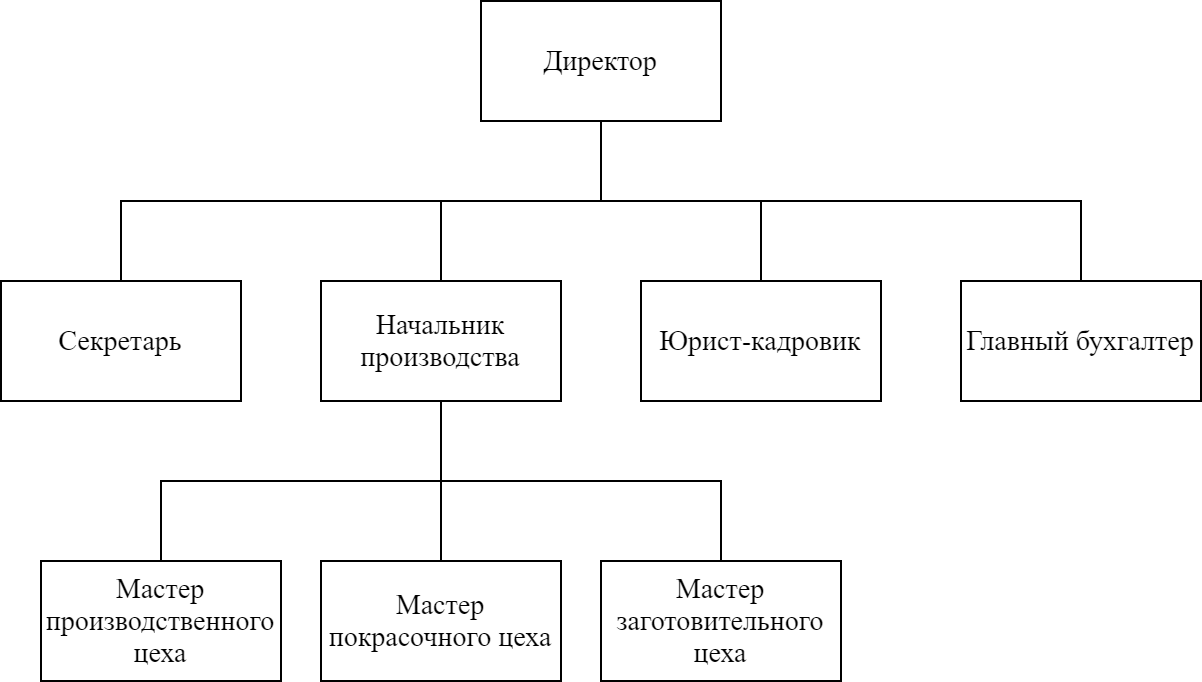 Директор
Секретарь
Начальник
производства
Юрист-кадровик
Главный бухгалтер
Мастер
производственного
цеха
Мастер
покрасочного цеха
Мастер
заготовительного
цеха